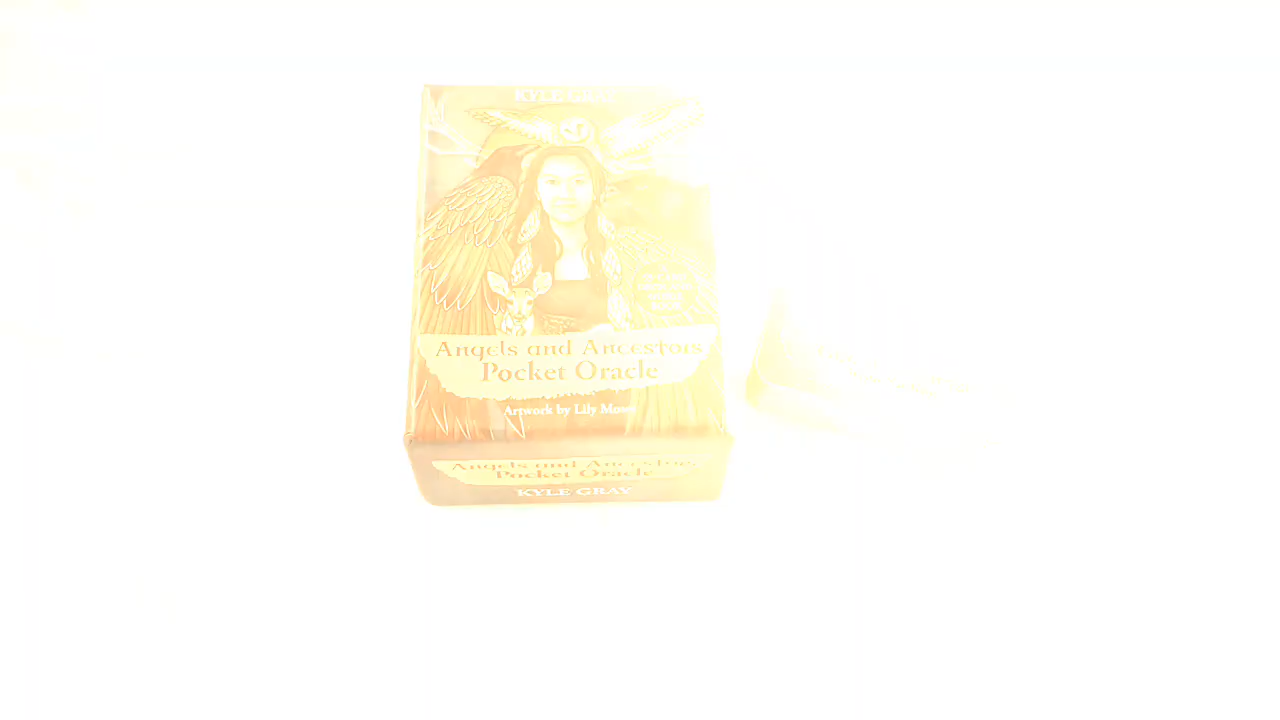 KYLE GRAY
Angels and Ancestors
Pocket Oracle
Artwork by Lily Moses
Angels and Ancestors
Pocket Oracle
KYLE GRAY